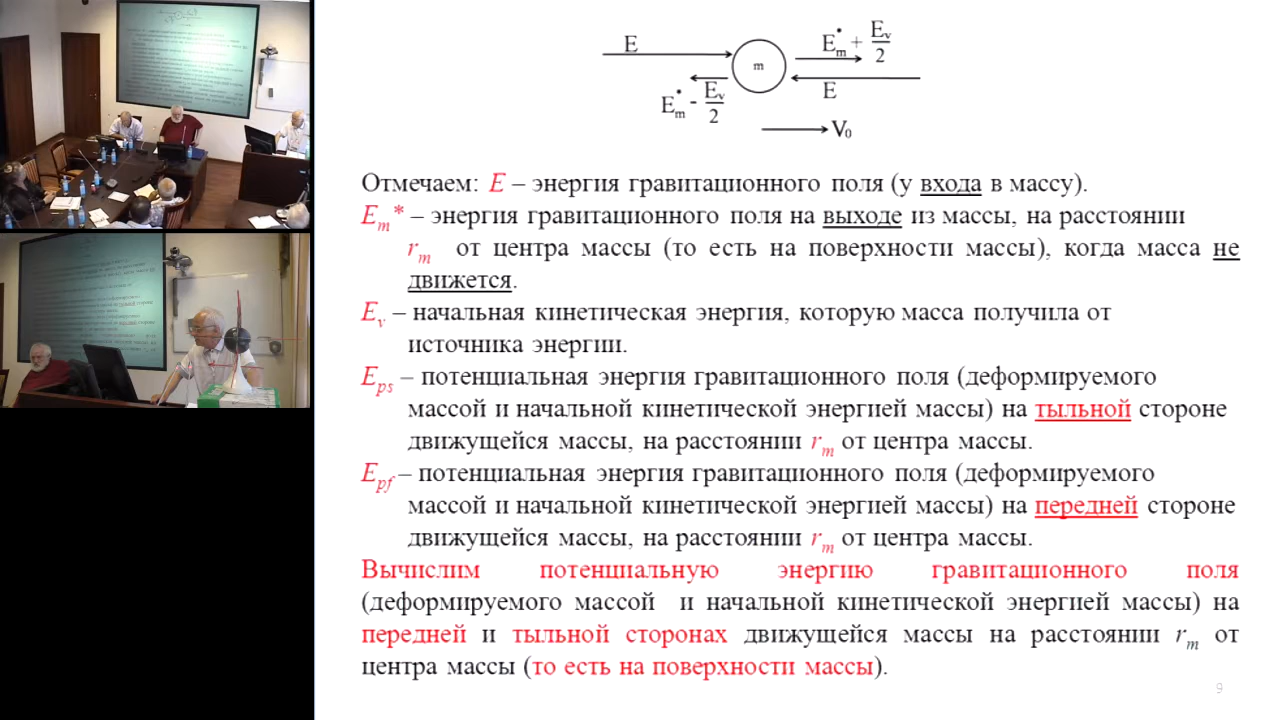 E
E*m + Ev/2
m
E*m - Ev/2
E
V0
Отмечаем: E – энергия гравитационного поля (у входа в массу).
Em* – энергия гравитационного поля на выходе из массы, на расстоянии
rm от центра массы (то есть на поверхности массы), когда масса не
движется.
Ev – начальная кинетическая энергия, которую масса получила от
источника энергии.
Eps – потенциальная энергия гравитационного поля (деформируемого
массой и начальной кинетической энергией массы) на тыльной стороне
движущейся массы, на расстоянии rm от центра массы.
Epf – потенциальная энергия гравитационного поля (деформируемого
массой и начальной кинетической энергией массы) на передней стороне
движущейся массы, на расстоянии rm от центра массы.
Вычислим потенциальную энергию гравитационного поля
(деформируемого массой и начальной кинетической энергией массы) на
передней и тыльной сторонах движущейся массы на расстоянии rm от
центра массы (то есть на поверхности массы).
9